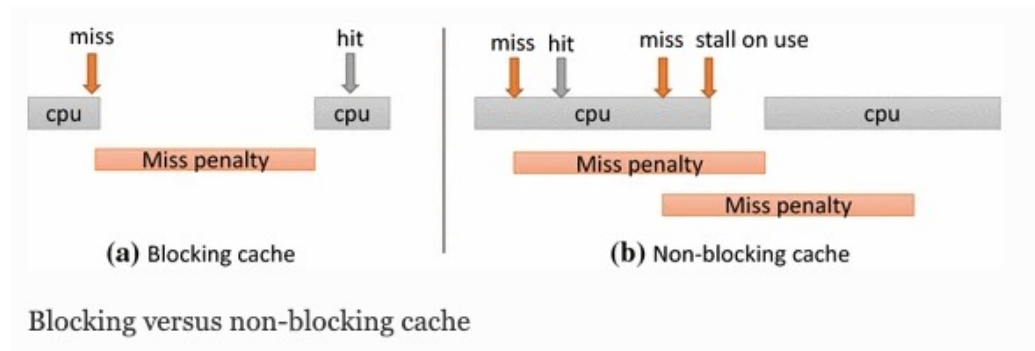 miss
hit
cpu
cpu
Miss penalty
(a) Blocking cache
miss hit
miss stall on use
cpu
cpu
Miss penalty
Miss penalty
(b) Non-blocking cache
Blocking versus non-blocking cache